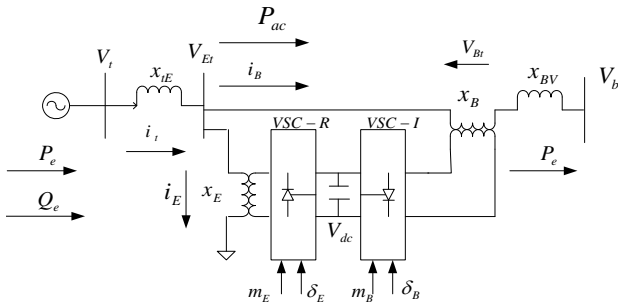 P_ac
V_t
x_tE
V_Et
i_B
V_Bt
x_B
x_BV
V_b
VSC-R
VSC-I
i_t
P_e
P_e
i_E
x_E
Q_e
V_dc
m_E
δ_E
m_B
δ_B